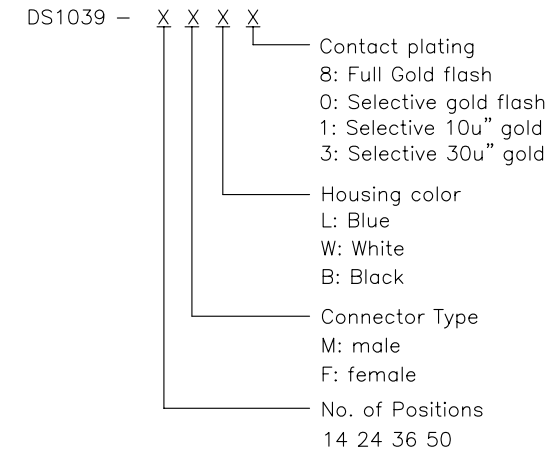 DS1039 - X X X X
Contact plating
8: Full Gold flash
0: Selective gold flash
1: Selective 10u" gold
3: Selective 30u" gold
Housing color
L: Blue
W: White
B: Black
Connector Type
M: male
F: female
No. of Positions
14 24 36 50